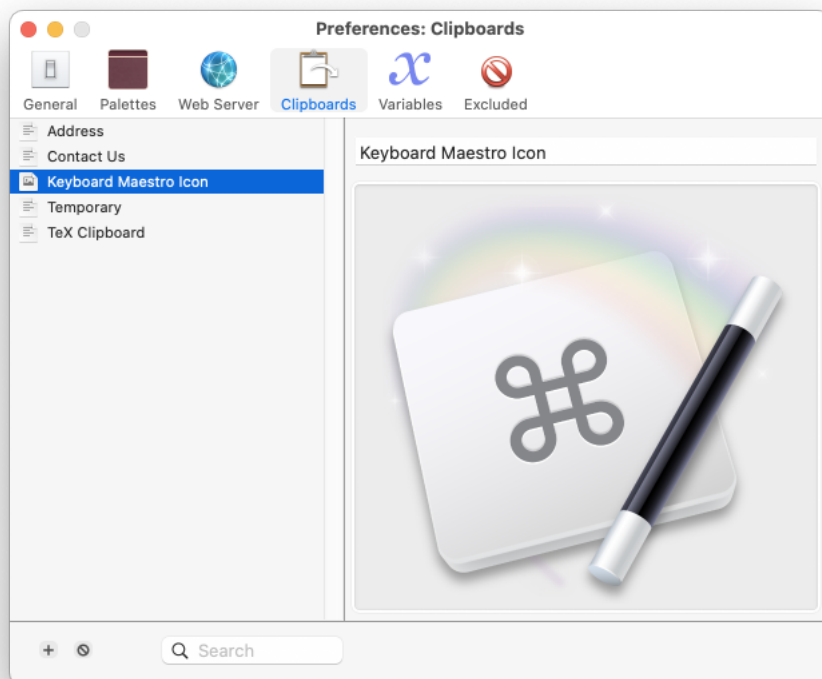 Preferences: Clipboards
General Palettes Web Server Clipboards Variables Excluded
Address
Contact Us
Keyboard Maestro Icon
Temporary
TeX Clipboard
Keyboard Maestro Icon
Search